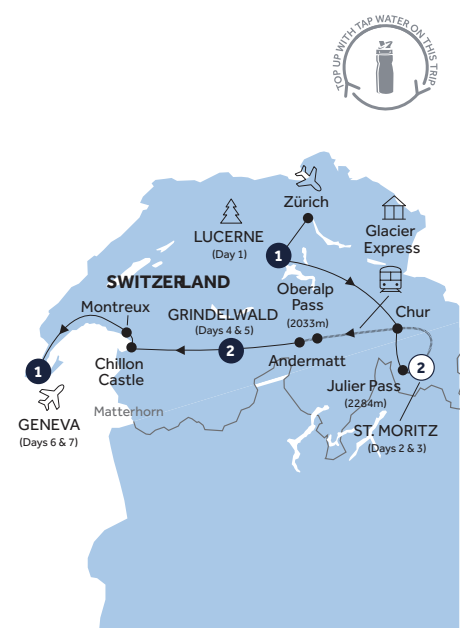 TOP UP WITH TAP WATER ON THIS TRIP
Zürich
LUCERNE
(Day 1)
1
Glacier
Express
SWITZERLAND
Oberalp
Pass
(2033m)
Montreux
GRINDELWALD
(Days 4 & 5)
2
Chur
Chillon
Castle
Andermatt
1
Julier Pass
(2284m)
2
Matterhorn
GENEVA
(Days 6 & 7)
ST. MORITZ
(Days 2 & 3)